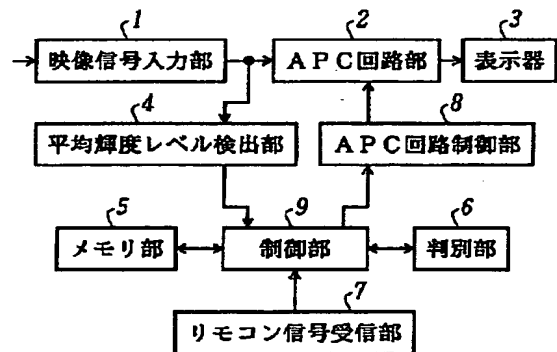 1
2
3
映像信号入力部
APC回路部
表示器
4
8
平均輝度レベル検出部
APC回路制御部
5
9
6
メモリ部
制御部
判別部
7
リモコン信号受信部